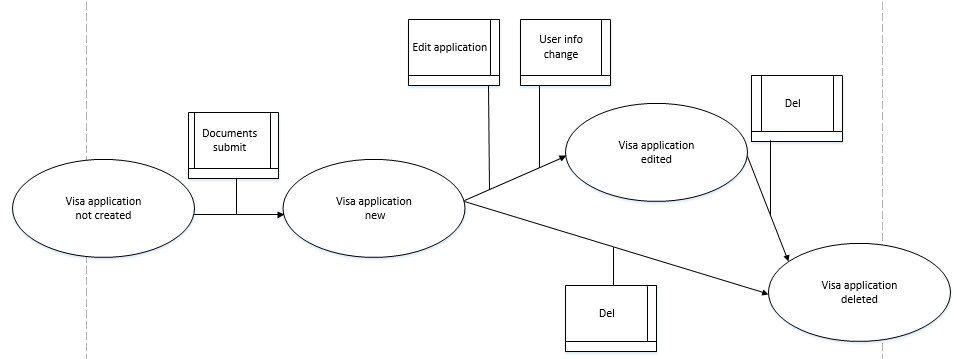 Edit application
User info
change
Del
Documents
submit
Visa application
edited
Visa application
not created
Visa application
new
Visa application
deleted
Del